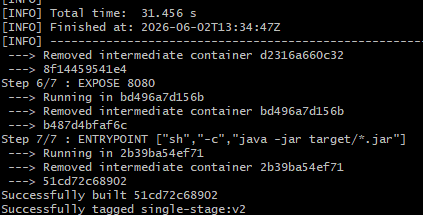 [INFO]
[INFO] Total time:  31.456 s
[INFO] Finished at: 2026-06-02T13:34:47Z
[INFO] ------------------------------------------------
 ---> Removed intermediate container d2316a660c32
 ---> 8f14459541e4
Step 6/7 : EXPOSE 8080
 ---> Running in bd496a7d156b
 ---> Removed intermediate container bd496a7d156b
 ---> b487d4bfaf6c
Step 7/7 : ENTRYPOINT ["sh","-c","java -jar target/*.jar"]
 ---> Running in 2b39ba54ef71
 ---> Removed intermediate container 2b39ba54ef71
 ---> 51cd72c68902
Successfully built 51cd72c68902
Successfully tagged single-stage:v2